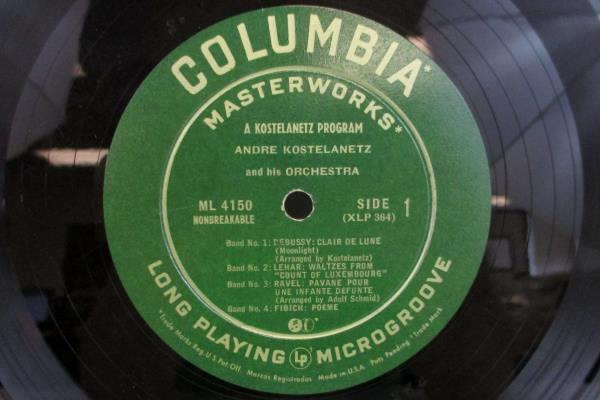 COLUMBIA*
MASTERWORKS*
A KOSTELANETZ PROGRAM
ANDRE KOSTELANETZ
and his ORCHESTRA
ML 4150
NONBREAKABLE
SIDE 1
(XLP 364)
Band No. 1: DEBUSSY: CLAIR DE LUNE
(Moonlight)
(Arranged by Kostelanetz)
Band No. 2: LEHAR: WALTZES FROM
"COUNT OF LUXEMBOURG"
Band No. 3: RAVEL: PAVANE POUR
UNE INFANTE DEFUNTE
(Arranged by Adolf Schmid)
Band No. 4: FIBICH: POEME
LONG PLAYING LP MICROGROOVE
*Trade Marks Reg. U.S. Pat. Off. Marcas Registradas Made in U.S.A. Pats Pending †Trade Mark